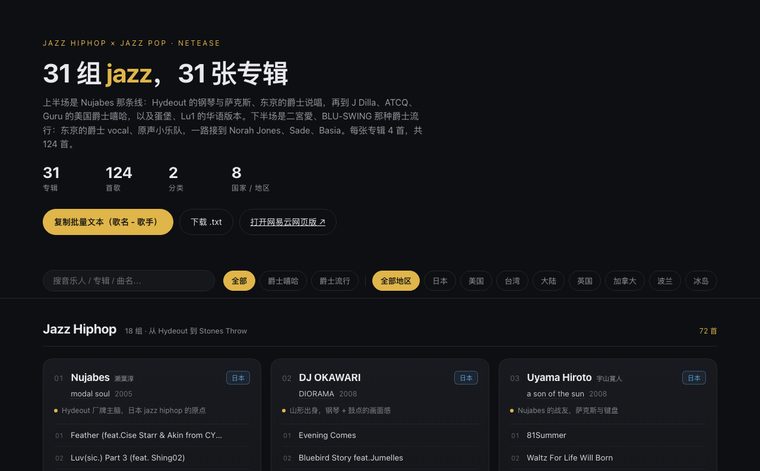 JAZZ HIPHOP × JAZZ POP · NETEASE
31 组 jazz，31 张专辑
上半场是 Nujabes 那条线：Hydeout 的钢琴与萨克斯、东京的爵士说唱，再到 J Dilla、ATCQ、
Guru 的美国爵士嘻哈，以及蛋堡、Lu1 的华语版本。下半场是二宮愛、BLU-SWING 那种爵士流
行：东京的爵士 vocal、原声小乐队，一路接到 Norah Jones、Sade、Basia。每张专辑 4 首，共
124 首。
31 124 2 8
专辑 首歌 分类 国家 / 地区
复制批量文本（歌名 - 歌手） 下载 .txt 打开网易云网页版 ↗
搜音乐人 / 专辑 / 曲名... 全部 爵士嘻哈 爵士流行 全部地区 日本 美国 台湾 大陆 英国 加拿大 波兰 冰岛
Jazz Hiphop 18 组 · 从 Hydeout 到 Stones Throw 72 首
01 Nujabes 瀬葉淳 日本
modal soul 2005
Hydeout 厂牌主脑，日本 jazz hiphop 的原点
01 Feather (feat.Cise Starr & Akin from CY...
02 Luv(sic.) Part 3 (feat. Shing02)
02 DJ OKAWARI 日本
DIORAMA 2008
山形出身，钢琴 + 鼓点的画面感
01 Evening Comes
02 Bluebird Story feat.Jumelles
03 Uyama Hiroto 宇山寛人 日本
a son of the sun 2008
Nujabes 的战友，萨克斯与键盘
01 81Summer
02 Waltz For Life Will Born